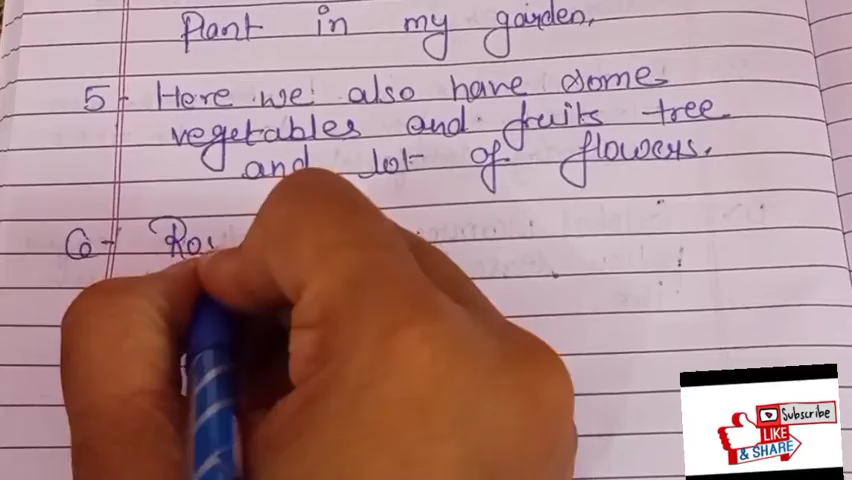 Plant in my garden.
5- Here we also have some
vegetables and fruits tree
and lot of flowers.
6-
Subscribe
LIKE
& SHARE